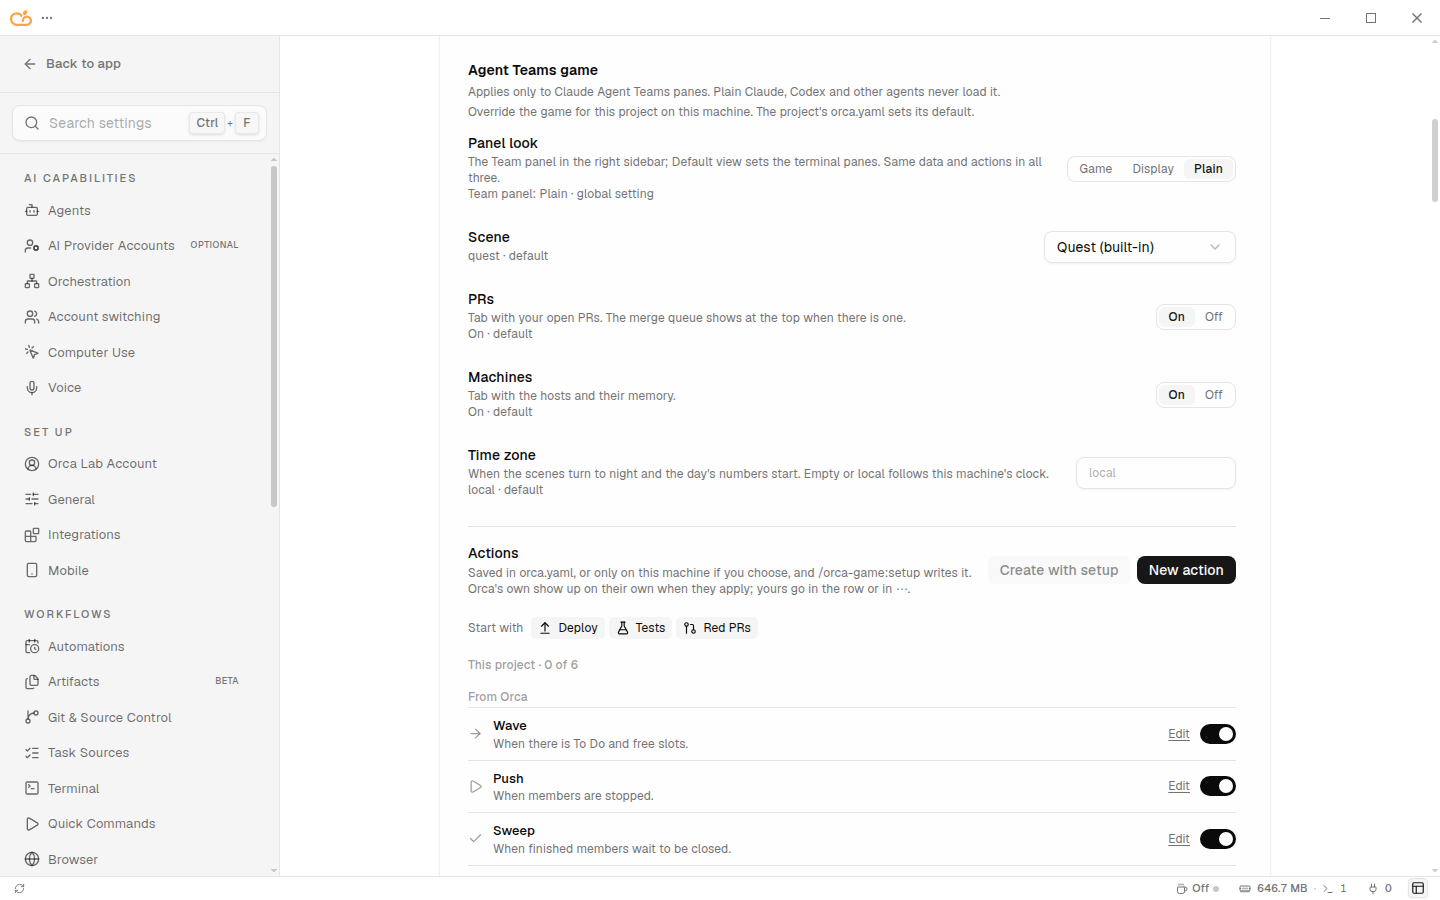 Back to app
Search settings
Ctrl + F
AI CAPABILITIES
Agents
AI Provider Accounts OPTIONAL
Orchestration
Account switching
Computer Use
Voice
SET UP
Orca Lab Account
General
Integrations
Mobile
WORKFLOWS
Automations
Artifacts BETA
Git & Source Control
Task Sources
Terminal
Quick Commands
Browser
Agent Teams game
Applies only to Claude Agent Teams panes. Plain Claude, Codex and other agents never load it.
Override the game for this project on this machine. The project's orca.yaml sets its default.
Panel look
The Team panel in the right sidebar; Default view sets the terminal panes. Same data and actions in all
three.
Team panel: Plain · global setting
Game Display Plain
Scene
quest · default
Quest (built-in)
PRs
Tab with your open PRs. The merge queue shows at the top when there is one.
On · default
On Off
Machines
Tab with the hosts and their memory.
On · default
On Off
Time zone
When the scenes turn to night and the day's numbers start. Empty or local follows this machine's clock.
local · default
local
Actions
Saved in orca.yaml, or only on this machine if you choose, and /orca-game:setup writes it.
Orca's own show up on their own when they apply; yours go in the row or in ···.
Create with setup New action
Start with Deploy Tests Red PRs
This project · 0 of 6
From Orca
Wave
When there is To Do and free slots.
Edit
Push
When members are stopped.
Edit
Sweep
When finished members wait to be closed.
Edit
Off 646.7 MB · 1 0